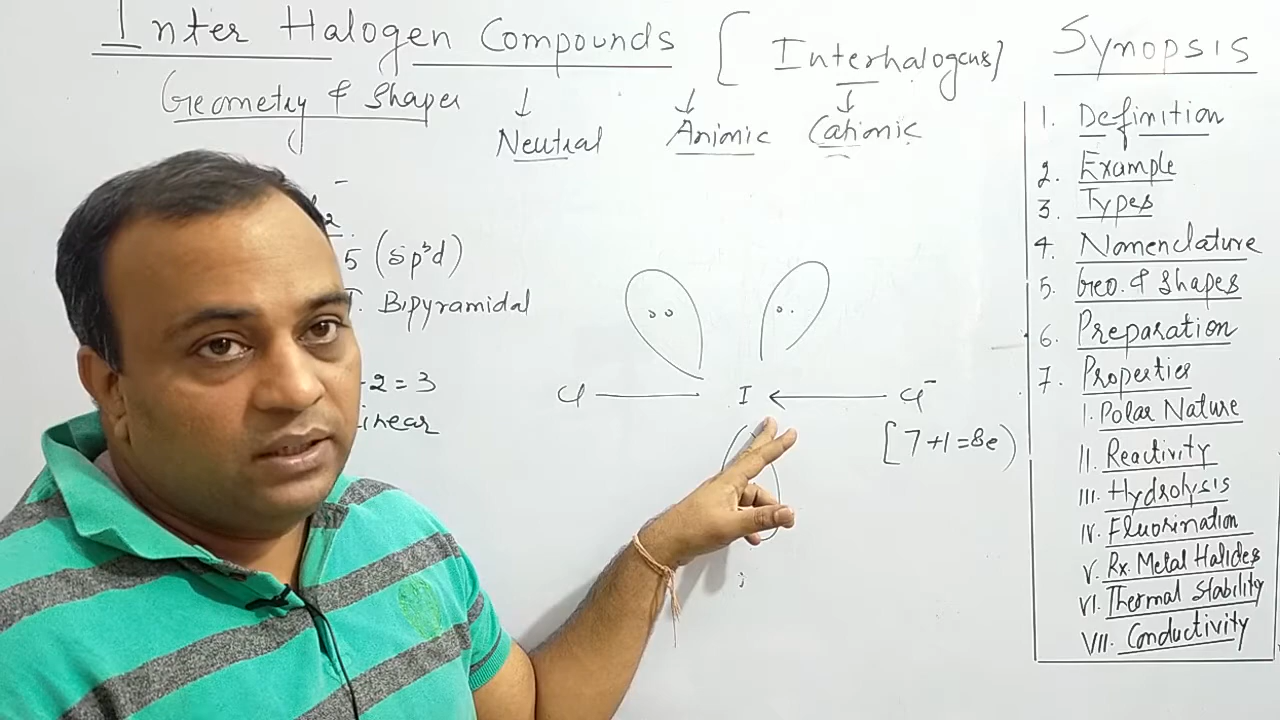 Inter Halogen Compounds [Interhalogens]
Geometry & Shapes
↓ ↓ ↓
Neutral Anionic Cationic
2 -
5 (sp³d)
T. Bipyramidal
-2 = 3
Linear
Cl — I ← Cl⁻
[7+1=8e)
Synopsis
1. Definition
2. Example
3. Types
4. Nomenclature
5. Geo. & Shapes
6. Preparation
7. Properties
I. Polar Nature
II. Reactivity
III. Hydrolysis
IV. Fluorination
V. Rx. Metal Halides
VI. Thermal Stability
VII. Conductivity